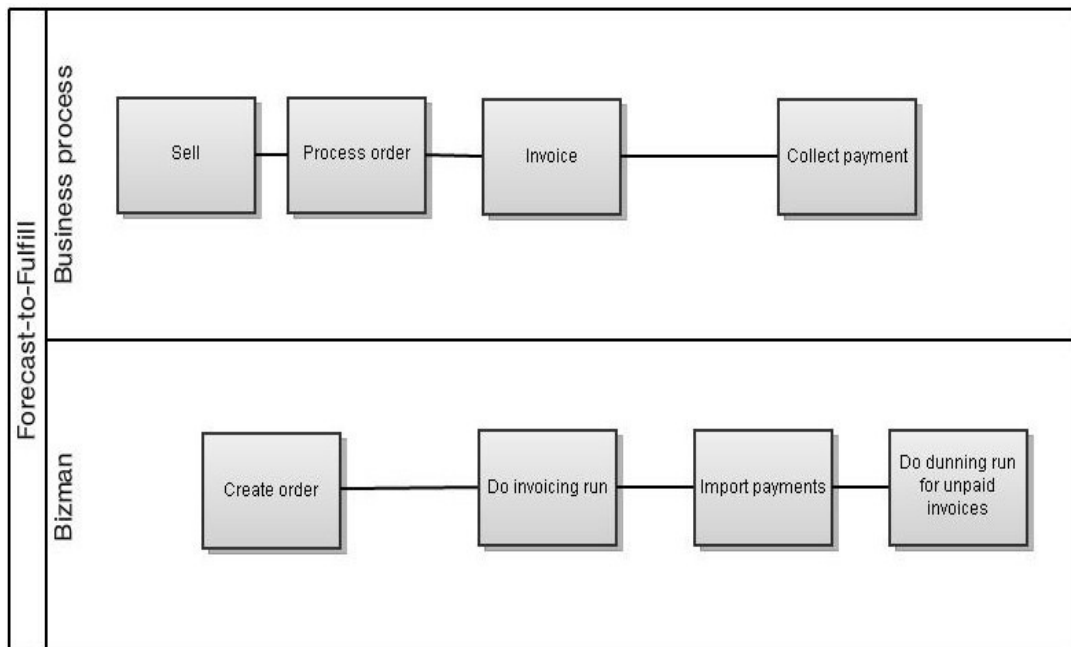 Forecast-to-Fulfill
Business process
Sell
Process order
Invoice
Collect payment
Bizman
Create order
Do invoicing run
Import payments
Do dunning run
for unpaid
invoices